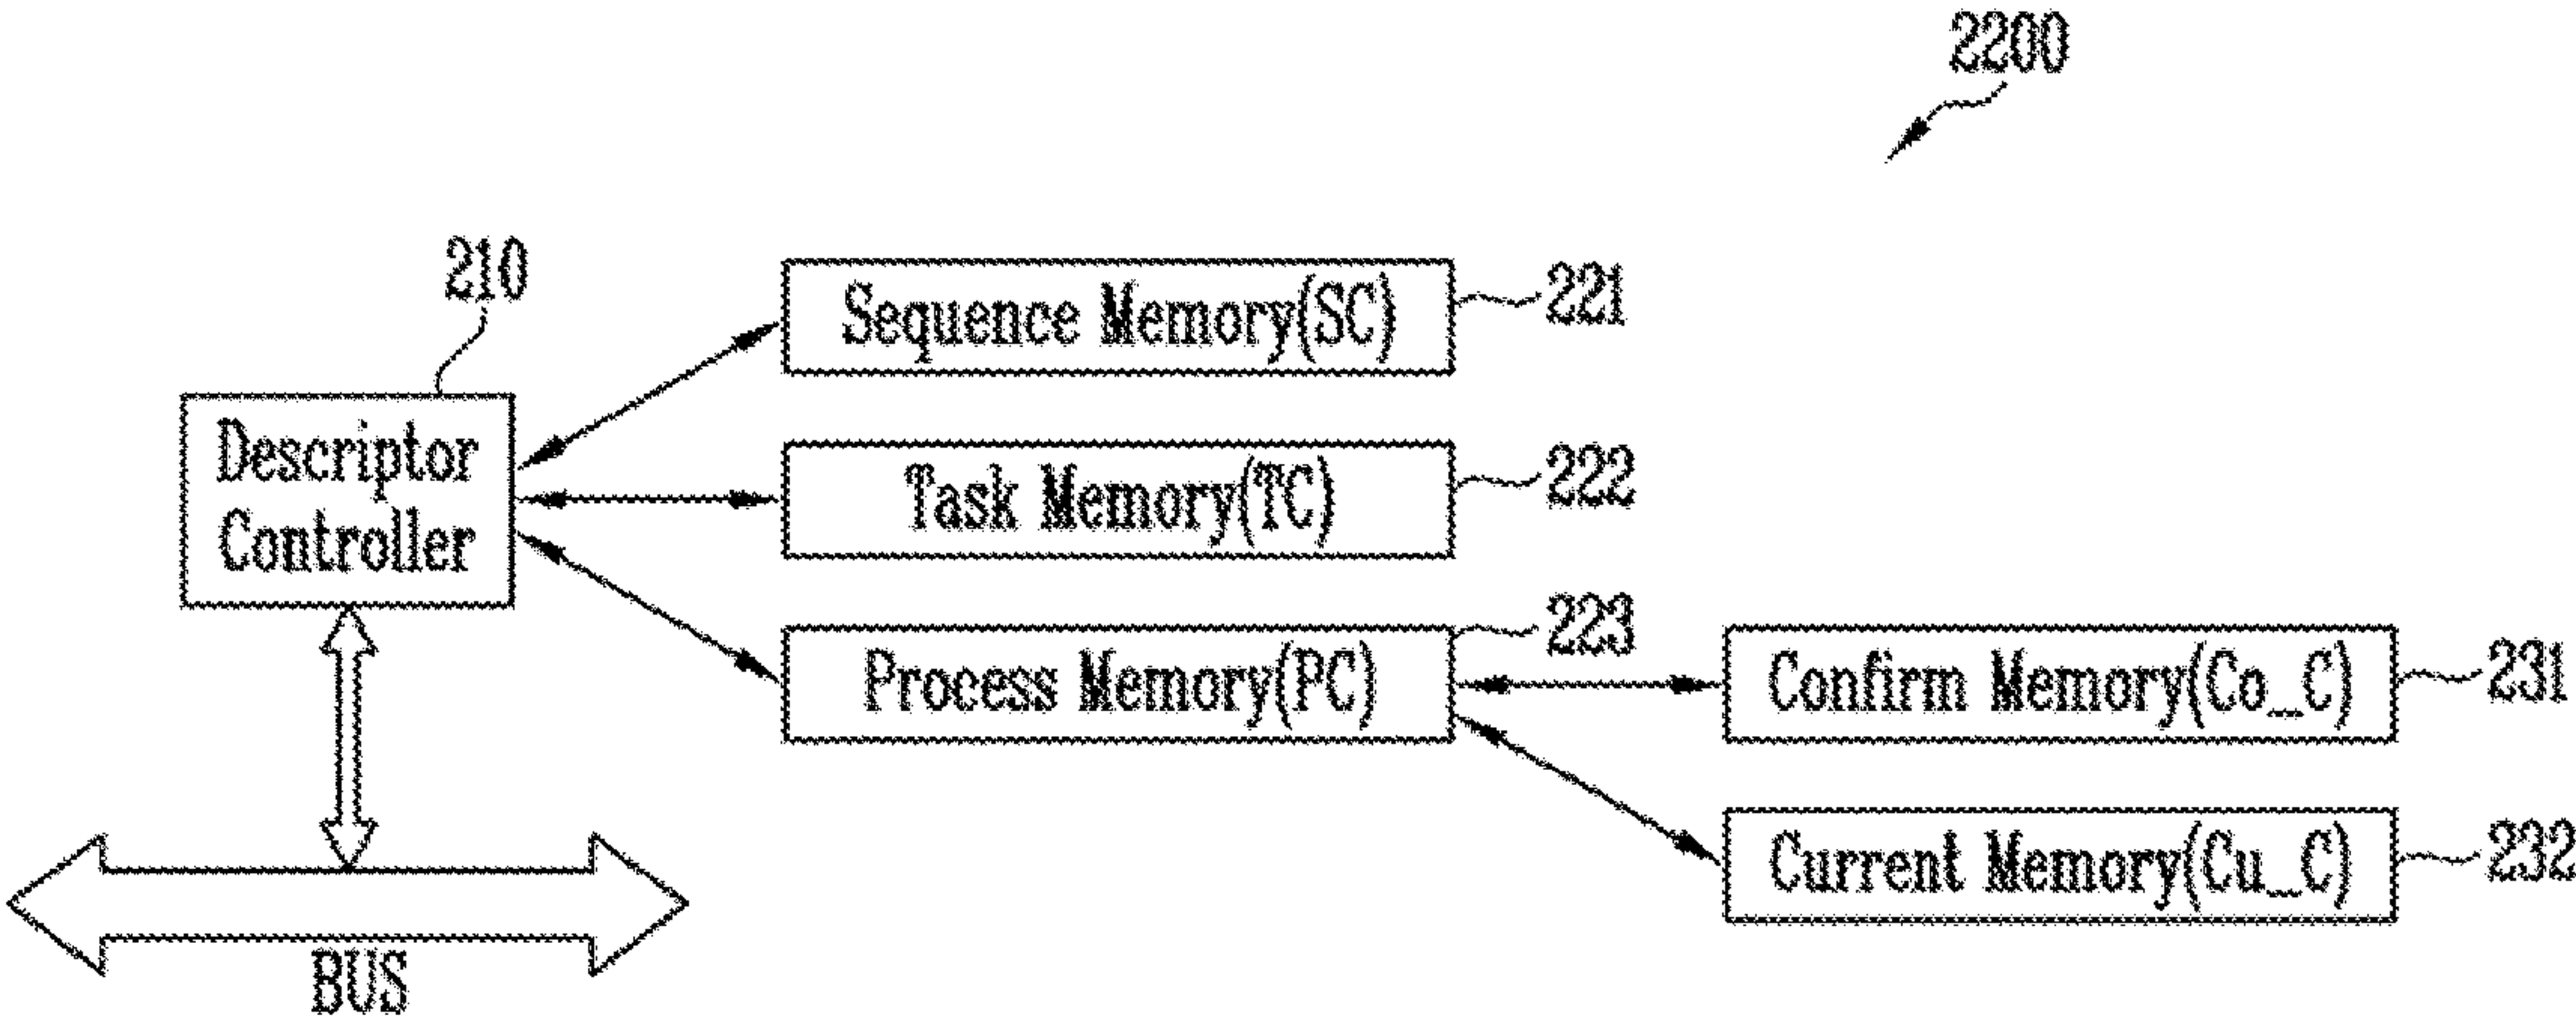 2200
210
Sequence Memory(SC)
221
Descriptor
Controller
Task Memory(TC)
222
223
Process Memory(PC)
Confirm Memory(Co_C)
231
Current Memory(Cu_C)
232
BUS